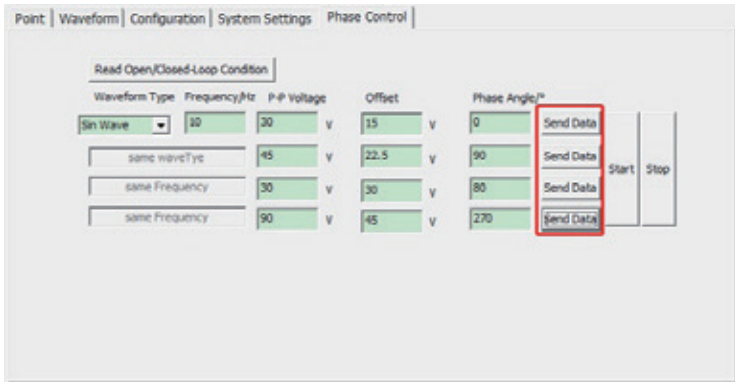 Point Waveform Configuration System Settings Phase Control
Read Open/Closed-Loop Condition
Waveform Type Frequency/Hz P-P Voltage Offset Phase Angle/°
Sin Wave 10 30 V 15 V 0 Send Data
same waveTye 45 V 22.5 V 90 Send Data
Start Stop
same Frequency 30 V 30 V 80 Send Data
same Frequency 90 V 45 V 270 Send Data